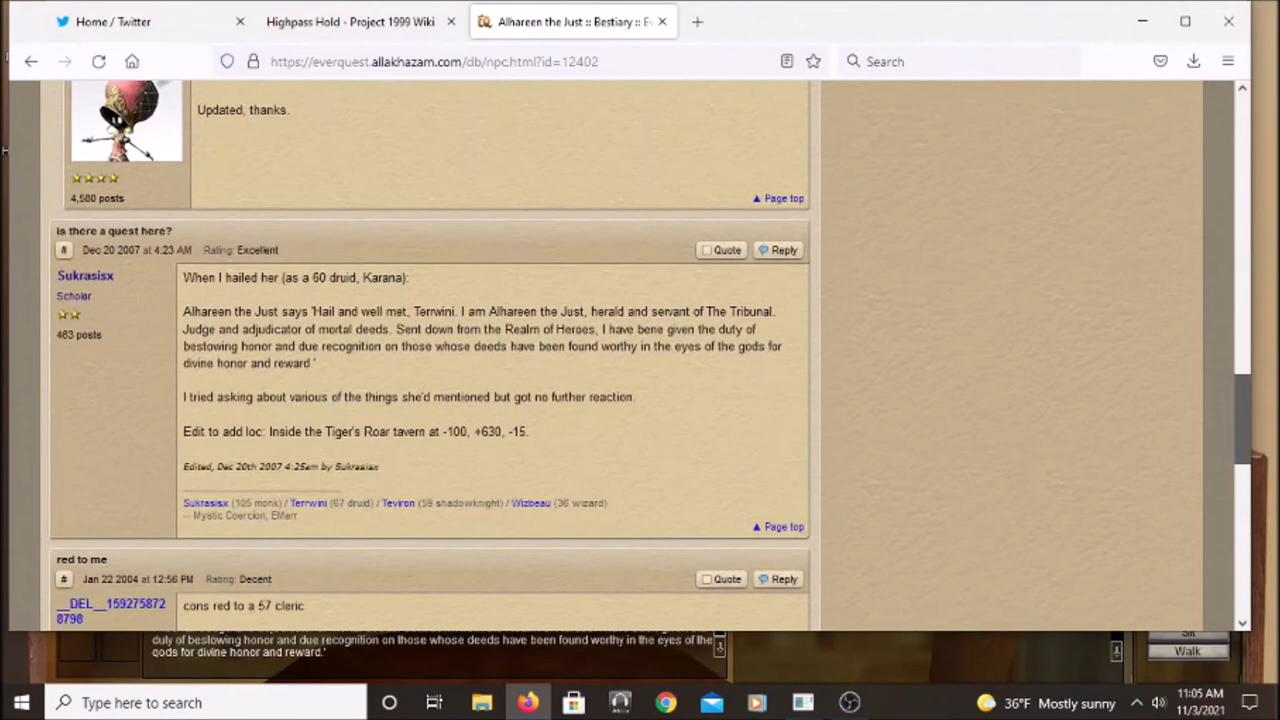 Home / Twitter
Highpass Hold - Project 1999 Wiki
Alhareen the Just :: Bestiary :: Ev
https://everquest.allakhazam.com/db/npc.html?id=12402
Search
Updated, thanks.
4,580 posts
▲ Page top
is there a quest here?
# Dec 20 2007 at 4:23 AM Rating: Excellent
Quote Reply
Sukrasisx
Scholar
463 posts
When I hailed her (as a 60 druid, Karana):
Alhareen the Just says 'Hail and well met, Terrwini. I am Alhareen the Just, herald and servant of The Tribunal.
Judge and adjudicator of mortal deeds. Sent down from the Realm of Heroes, I have bene given the duty of
bestowing honor and due recognition on those whose deeds have been found worthy in the eyes of the gods for
divine honor and reward.'
I tried asking about various of the things she'd mentioned but got no further reaction.
Edit to add loc: Inside the Tiger's Roar tavern at -100, +630, -15.
Edited, Dec 20th 2007 4:25am by Sukrasisx
Sukrasisx (105 monk) / Terrwini (67 druid) / Teviron (59 shadowknight) / Wizbeau (36 wizard)
-- Mystic Coercion, EMarr
▲ Page top
red to me
# Jan 22 2004 at 12:56 PM Rating: Decent
Quote Reply
__DEL__159275872
8798
cons red to a 57 cleric
duty of bestowing honor and due recognition on those whose deeds have been found worthy in the eyes of the
gods for divine honor and reward.'
Sit
Walk
Type here to search
36°F Mostly sunny
11:05 AM
11/3/2021